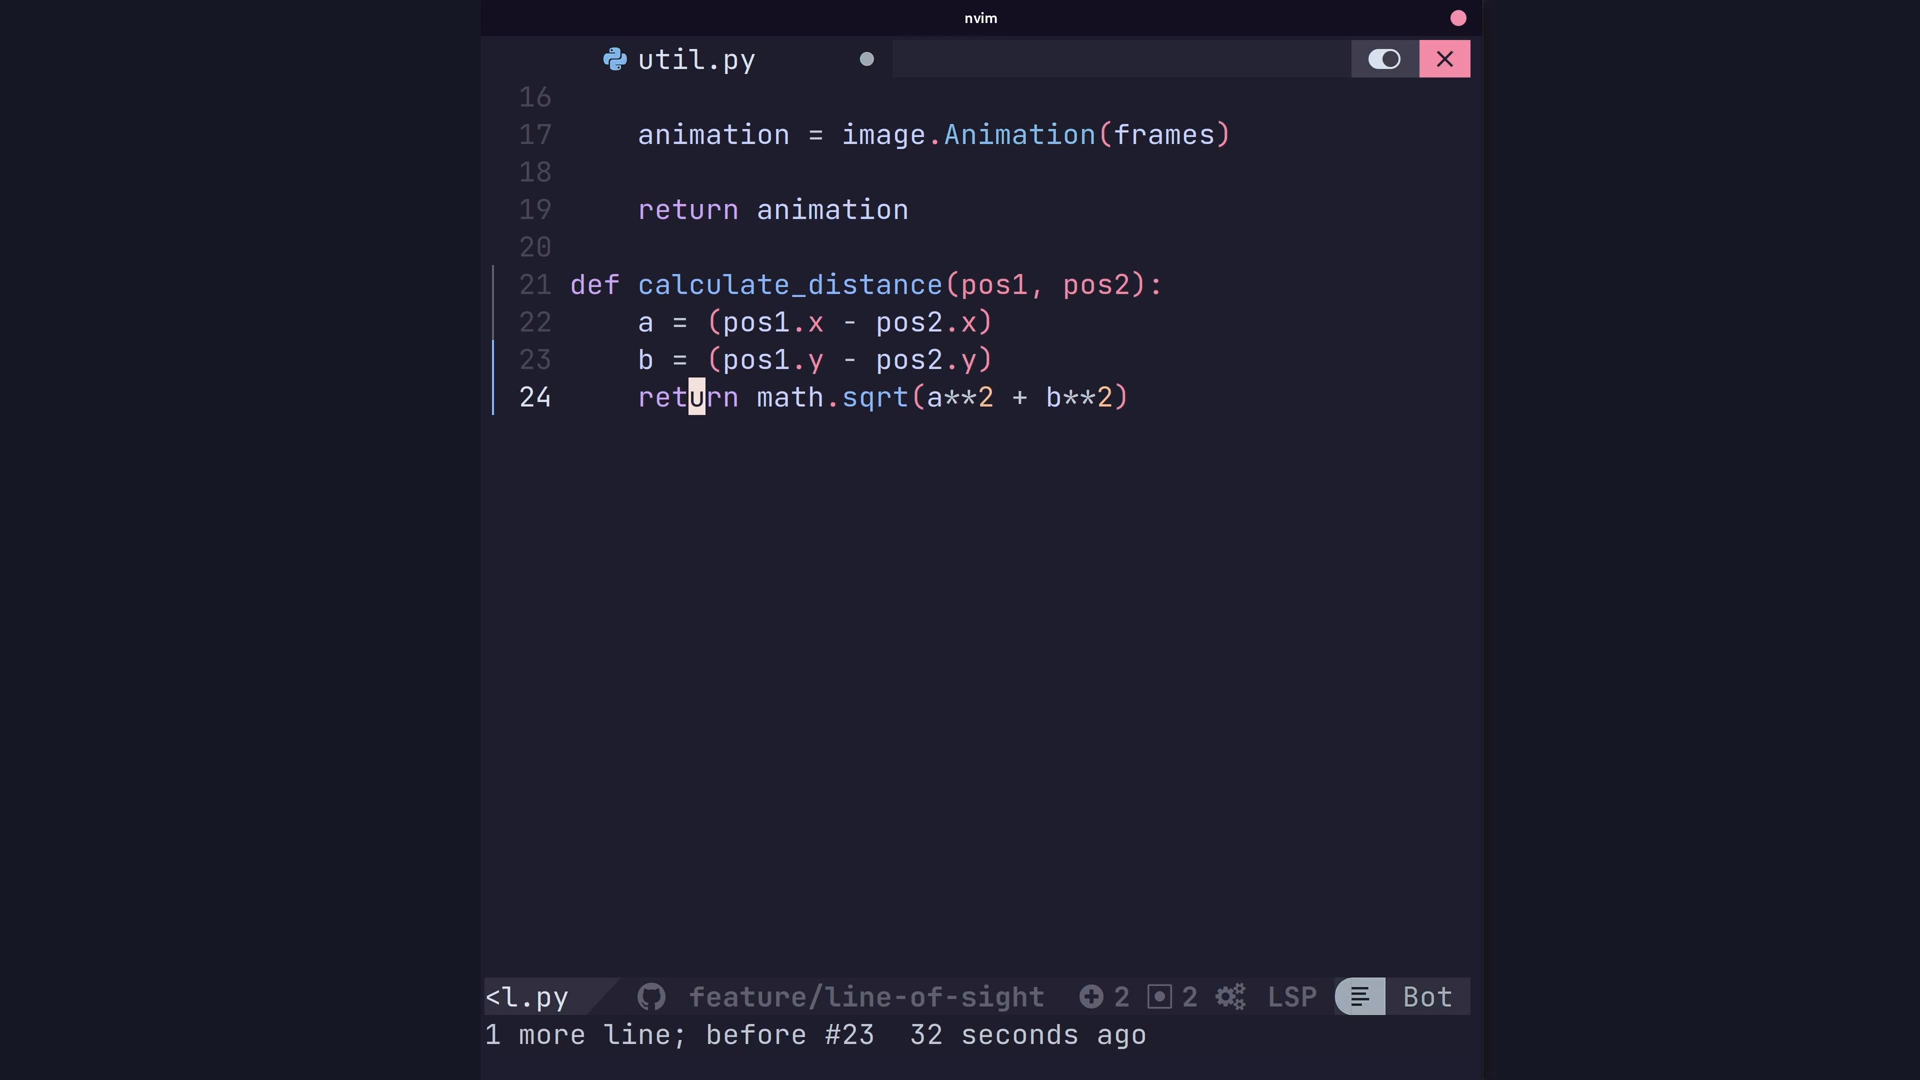 nvim
util.py
16
17 animation = image.Animation(frames)
18
19 return animation
20
21 def calculate_distance(pos1, pos2):
22 a = (pos1.x - pos2.x)
23 b = (pos1.y - pos2.y)
24 return math.sqrt(a**2 + b**2)
<l.py feature/line-of-sight 2 2 LSP Bot
1 more line; before #23 32 seconds ago